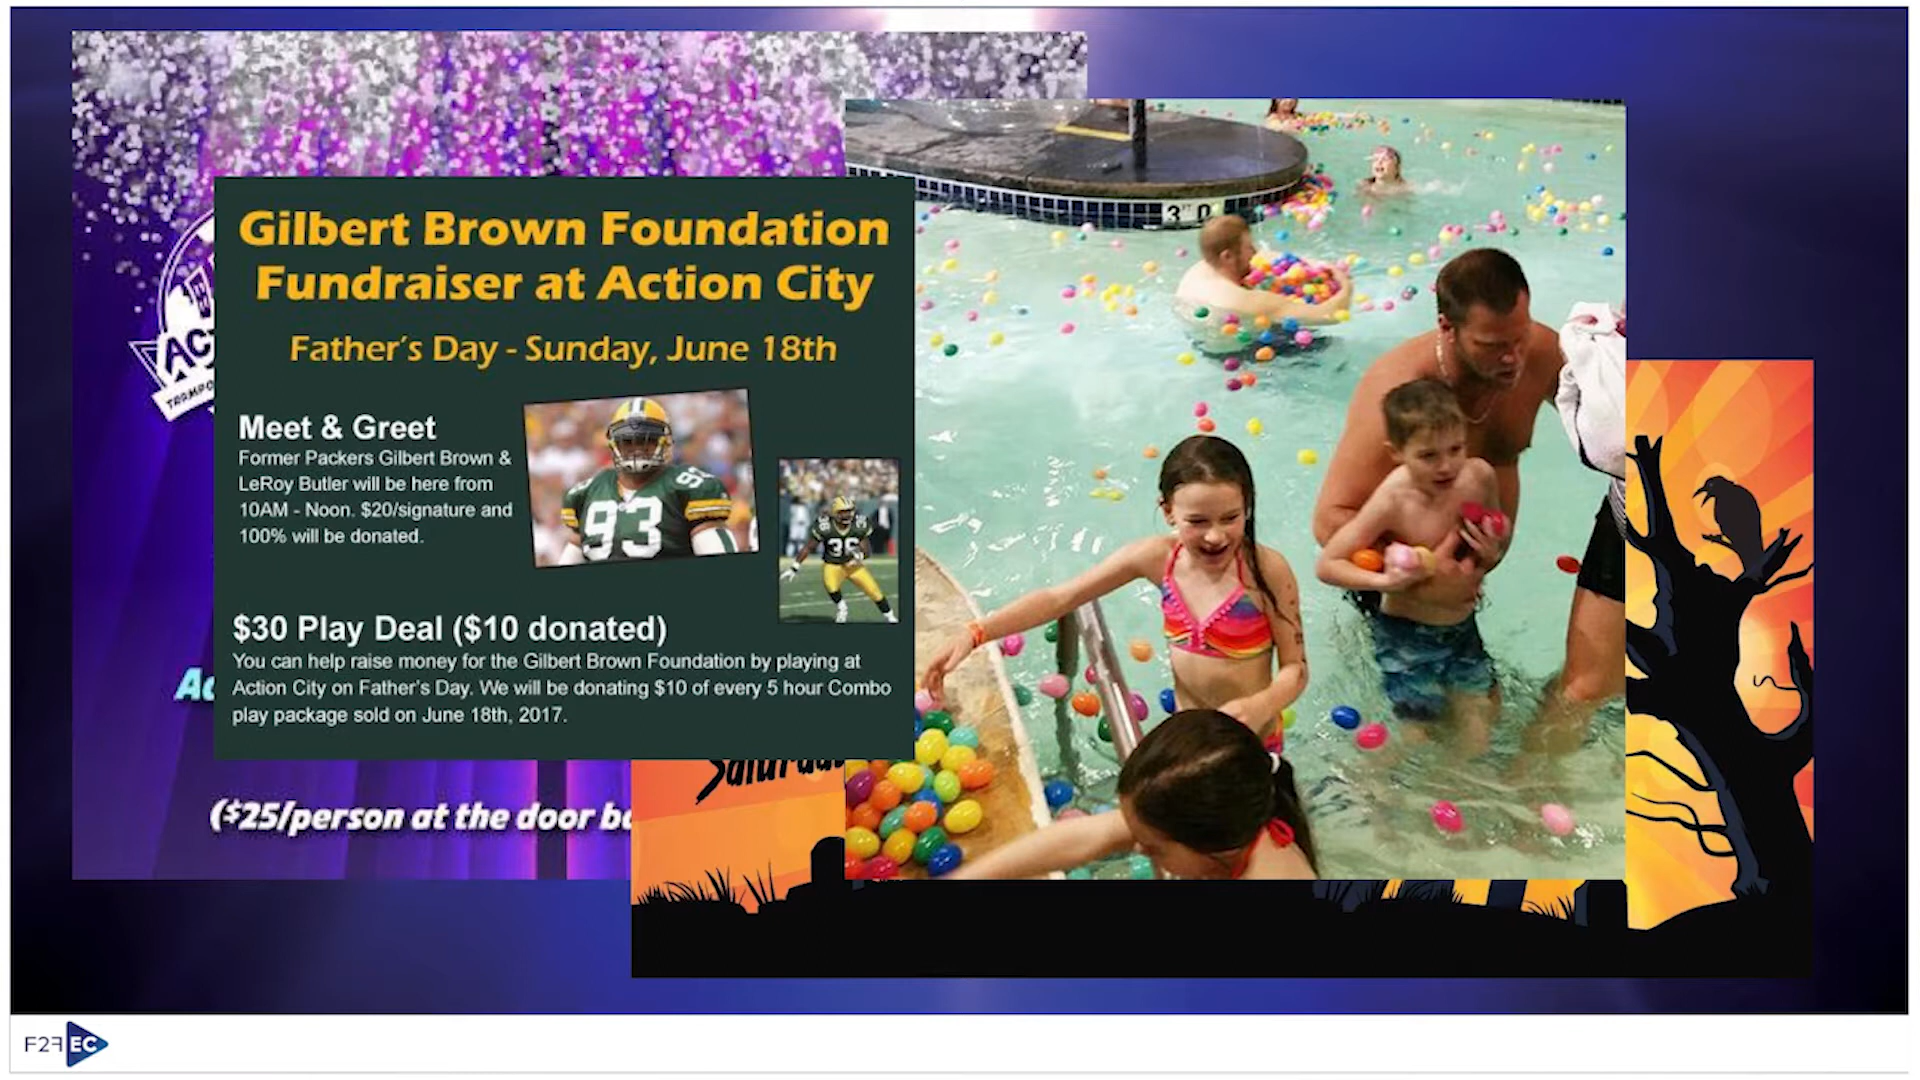 Gilbert Brown Foundation
Fundraiser at Action City
Father's Day - Sunday, June 18th
Meet & Greet
Former Packers Gilbert Brown &
LeRoy Butler will be here from
10AM - Noon. $20/signature and
100% will be donated.
93
36
$30 Play Deal ($10 donated)
You can help raise money for the Gilbert Brown Foundation by playing at
Action City on Father's Day. We will be donating $10 of every 5 hour Combo
play package sold on June 18th, 2017.
($25/person at the door
3
F2FEC